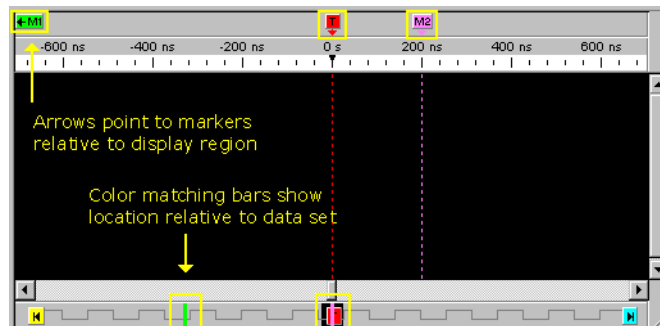 M1 T M2
-600 ns -400 ns -200 ns 0 s 200 ns 400 ns 600 ns
Arrows point to markers
relative to display region
Color matching bars show
location relative to data set